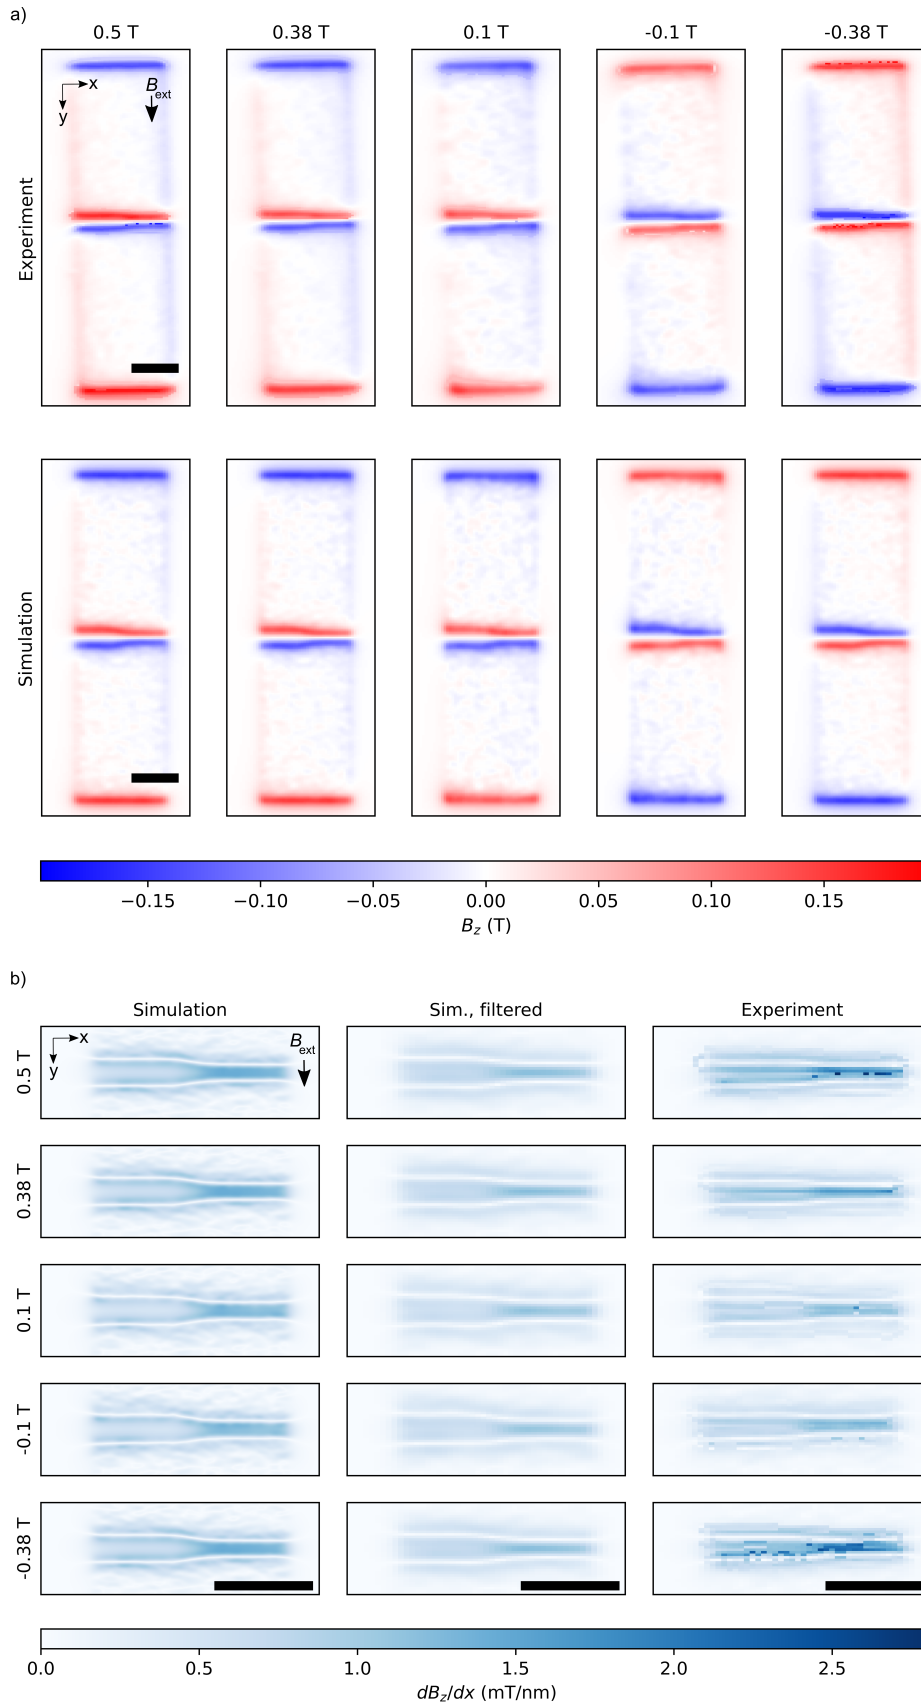 a)
0.5 T 0.38 T 0.1 T -0.1 T -0.38 T
x
y
B_ext
Experiment
Simulation
−0.15 −0.10 −0.05 0.00 0.05 0.10 0.15
B_z (T)
b)
Simulation Sim., filtered Experiment
x
y
B_ext
0.5 T
0.38 T
0.1 T
-0.1 T
-0.38 T
0.0 0.5 1.0 1.5 2.0 2.5
dB_z/dx (mT/nm)